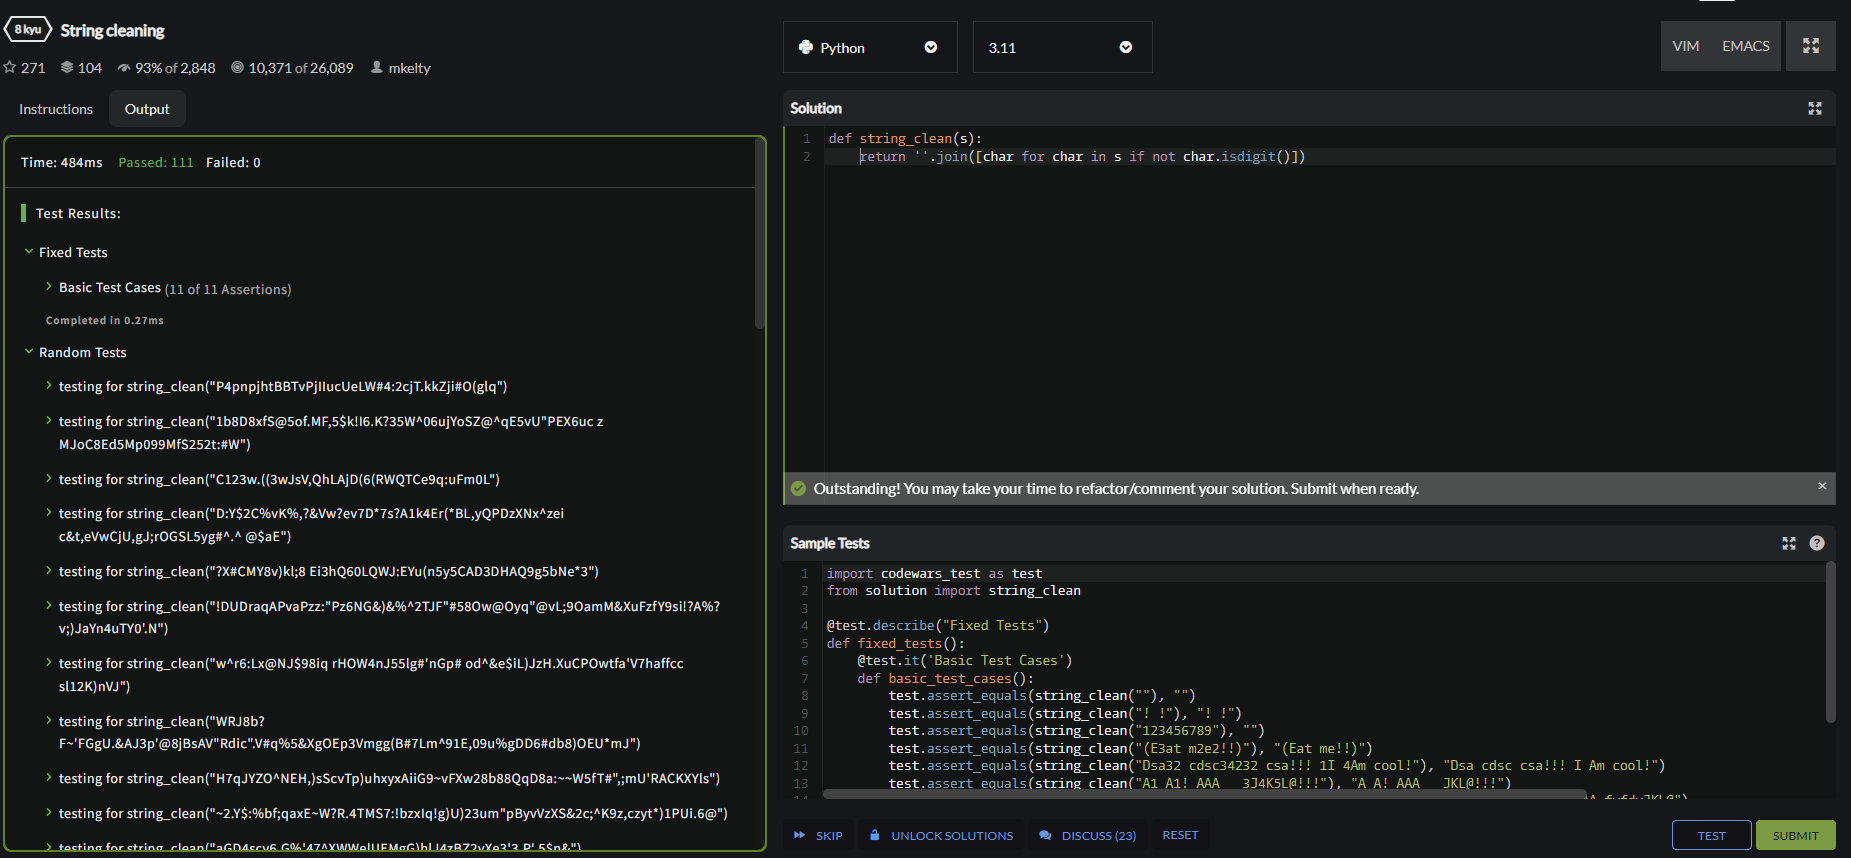 8 kyu String cleaning
271 104 93% of 2,848 10,371 of 26,089 mkelty
Instructions Output
Time: 484ms Passed: 111 Failed: 0
Test Results:
Fixed Tests
Basic Test Cases (11 of 11 Assertions)
Completed in 0.27ms
Random Tests
testing for string_clean("P4pnpjhtBBTvPjIIucUeLW#4:2cjT.kkZji#O(glq")
testing for string_clean("1b8D8xfS@5of.MF,5$k!I6.K?35W^06ujYoSZ@^qE5vU"PEX6uc z
MJoC8Ed5Mp099MfS252t:#W")
testing for string_clean("C123w.((3wJsV,QhLAjD(6(RWQTCe9q:uFm0L")
testing for string_clean("D:Y$2C%vK%,?&Vw?ev7D*7s?A1k4Er(*BL,yQPDzXNx^zei
c&t,eVwCjU,gJ;rOGSL5yg#^.^ @$aE")
testing for string_clean("?X#CMY8v)kl;8 Ei3hQ60LQWJ:EYu(n5y5CAD3DHAQ9g5bNe*3")
testing for string_clean("!DUDraqAPvaPzz:"Pz6NG&)&%^2TJF"#58Ow@Oyq"@vL;9OamM&XuFzfY9si!?A%?
v;)JaYn4uTY0'.N")
testing for string_clean("w^r6:Lx@NJ$98iq rHOW4nJ55lg#'nGp# od^&e$iL)JzH.XuCPOwtfa'V7haffcc
sl12K)nVJ")
testing for string_clean("WRJ8b?
F~'FGgU.&AJ3p'@8jBsAV"Rdic".V#q%5&XgOEp3Vmgg(B#7Lm^91E,09u%gDD6#db8)OEU*mJ")
testing for string_clean("H7qJYZO^NEH,)sScvTp)uhxyxAiiG9~vFXw28b88QqD8a:~~W5fT#",;mU'RACKXYls")
testing for string_clean("~2.Y$:%bf;qaxE~W?R.4TMS7:!bzxIq!g)U)23um"pByvVzXS&2c;^K9z,czyt*)1PUi.6@")
Python 3.11 VIM EMACS
Solution
1 def string_clean(s):
2 return ''.join([char for char in s if not char.isdigit()])
Outstanding! You may take your time to refactor/comment your solution. Submit when ready.
Sample Tests
1 import codewars_test as test
2 from solution import string_clean
3
4 @test.describe("Fixed Tests")
5 def fixed_tests():
6 @test.it('Basic Test Cases')
7 def basic_test_cases():
8 test.assert_equals(string_clean(""), "")
9 test.assert_equals(string_clean("! !"), "! !")
10 test.assert_equals(string_clean("123456789"), "")
11 test.assert_equals(string_clean("(E3at m2e2!!)"), "(Eat me!!)")
12 test.assert_equals(string_clean("Dsa32 cdsc34232 csa!!! 1I 4Am cool!"), "Dsa cdsc csa!!! I Am cool!")
13 test.assert_equals(string_clean("A1 A1! AAA   3J4K5L@!!!"), "A A! AAA   JKL@!!!")
SKIP UNLOCK SOLUTIONS DISCUSS (23) RESET TEST SUBMIT